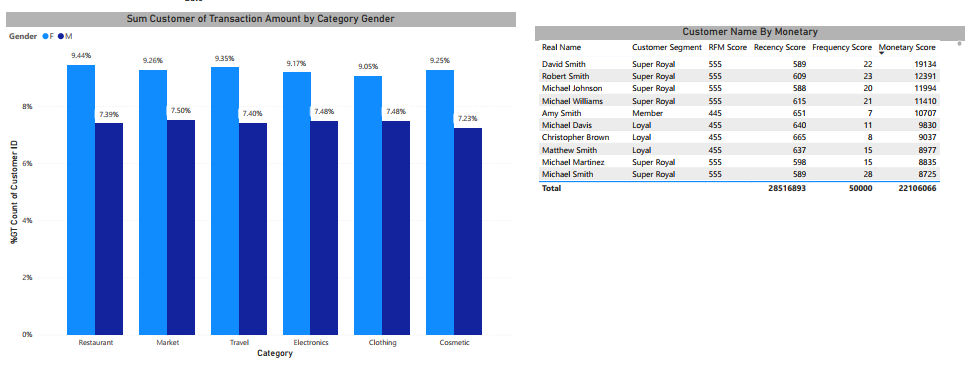 Sum Customer of Transaction Amount by Category Gender
Gender F M
%GT Count of Customer ID
8%
6%
4%
2%
0%
9.44% 7.39% 9.26% 7.50% 9.35% 7.40% 9.17% 7.48% 9.05% 7.48% 9.25% 7.23%
Restaurant Market Travel Electronics Clothing Cosmetic
Category
Customer Name By Monetary
Real Name Customer Segment RFM Score Recency Score Frequency Score Monetary Score
David Smith Super Royal 555 589 22 19134
Robert Smith Super Royal 555 609 23 12391
Michael Johnson Super Royal 555 588 20 11994
Michael Williams Super Royal 555 615 21 11410
Amy Smith Member 445 651 7 10707
Michael Davis Loyal 455 640 11 9830
Christopher Brown Loyal 455 665 8 9037
Matthew Smith Loyal 455 637 15 8977
Michael Martinez Super Royal 555 598 15 8835
Michael Smith Super Royal 555 589 28 8725
Total 28516893 50000 22106066